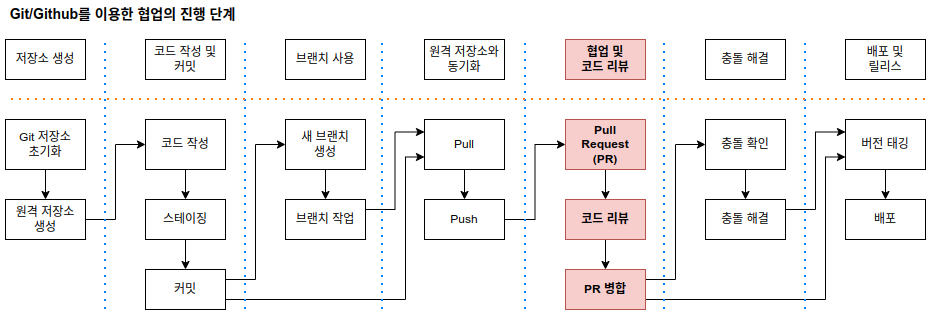 Git/Github를 이용한 협업의 진행 단계
저장소 생성
코드 작성 및
커밋
브랜치 사용
원격 저장소와
동기화
협업 및
코드 리뷰
충돌 해결
배포 및
릴리스
Git 저장소
초기화
코드 작성
새 브랜치
생성
Pull
Pull
Request
(PR)
충돌 확인
버전 태깅
원격 저장소
생성
스테이징
브랜치 작업
Push
코드 리뷰
충돌 해결
배포
커밋
PR 병합